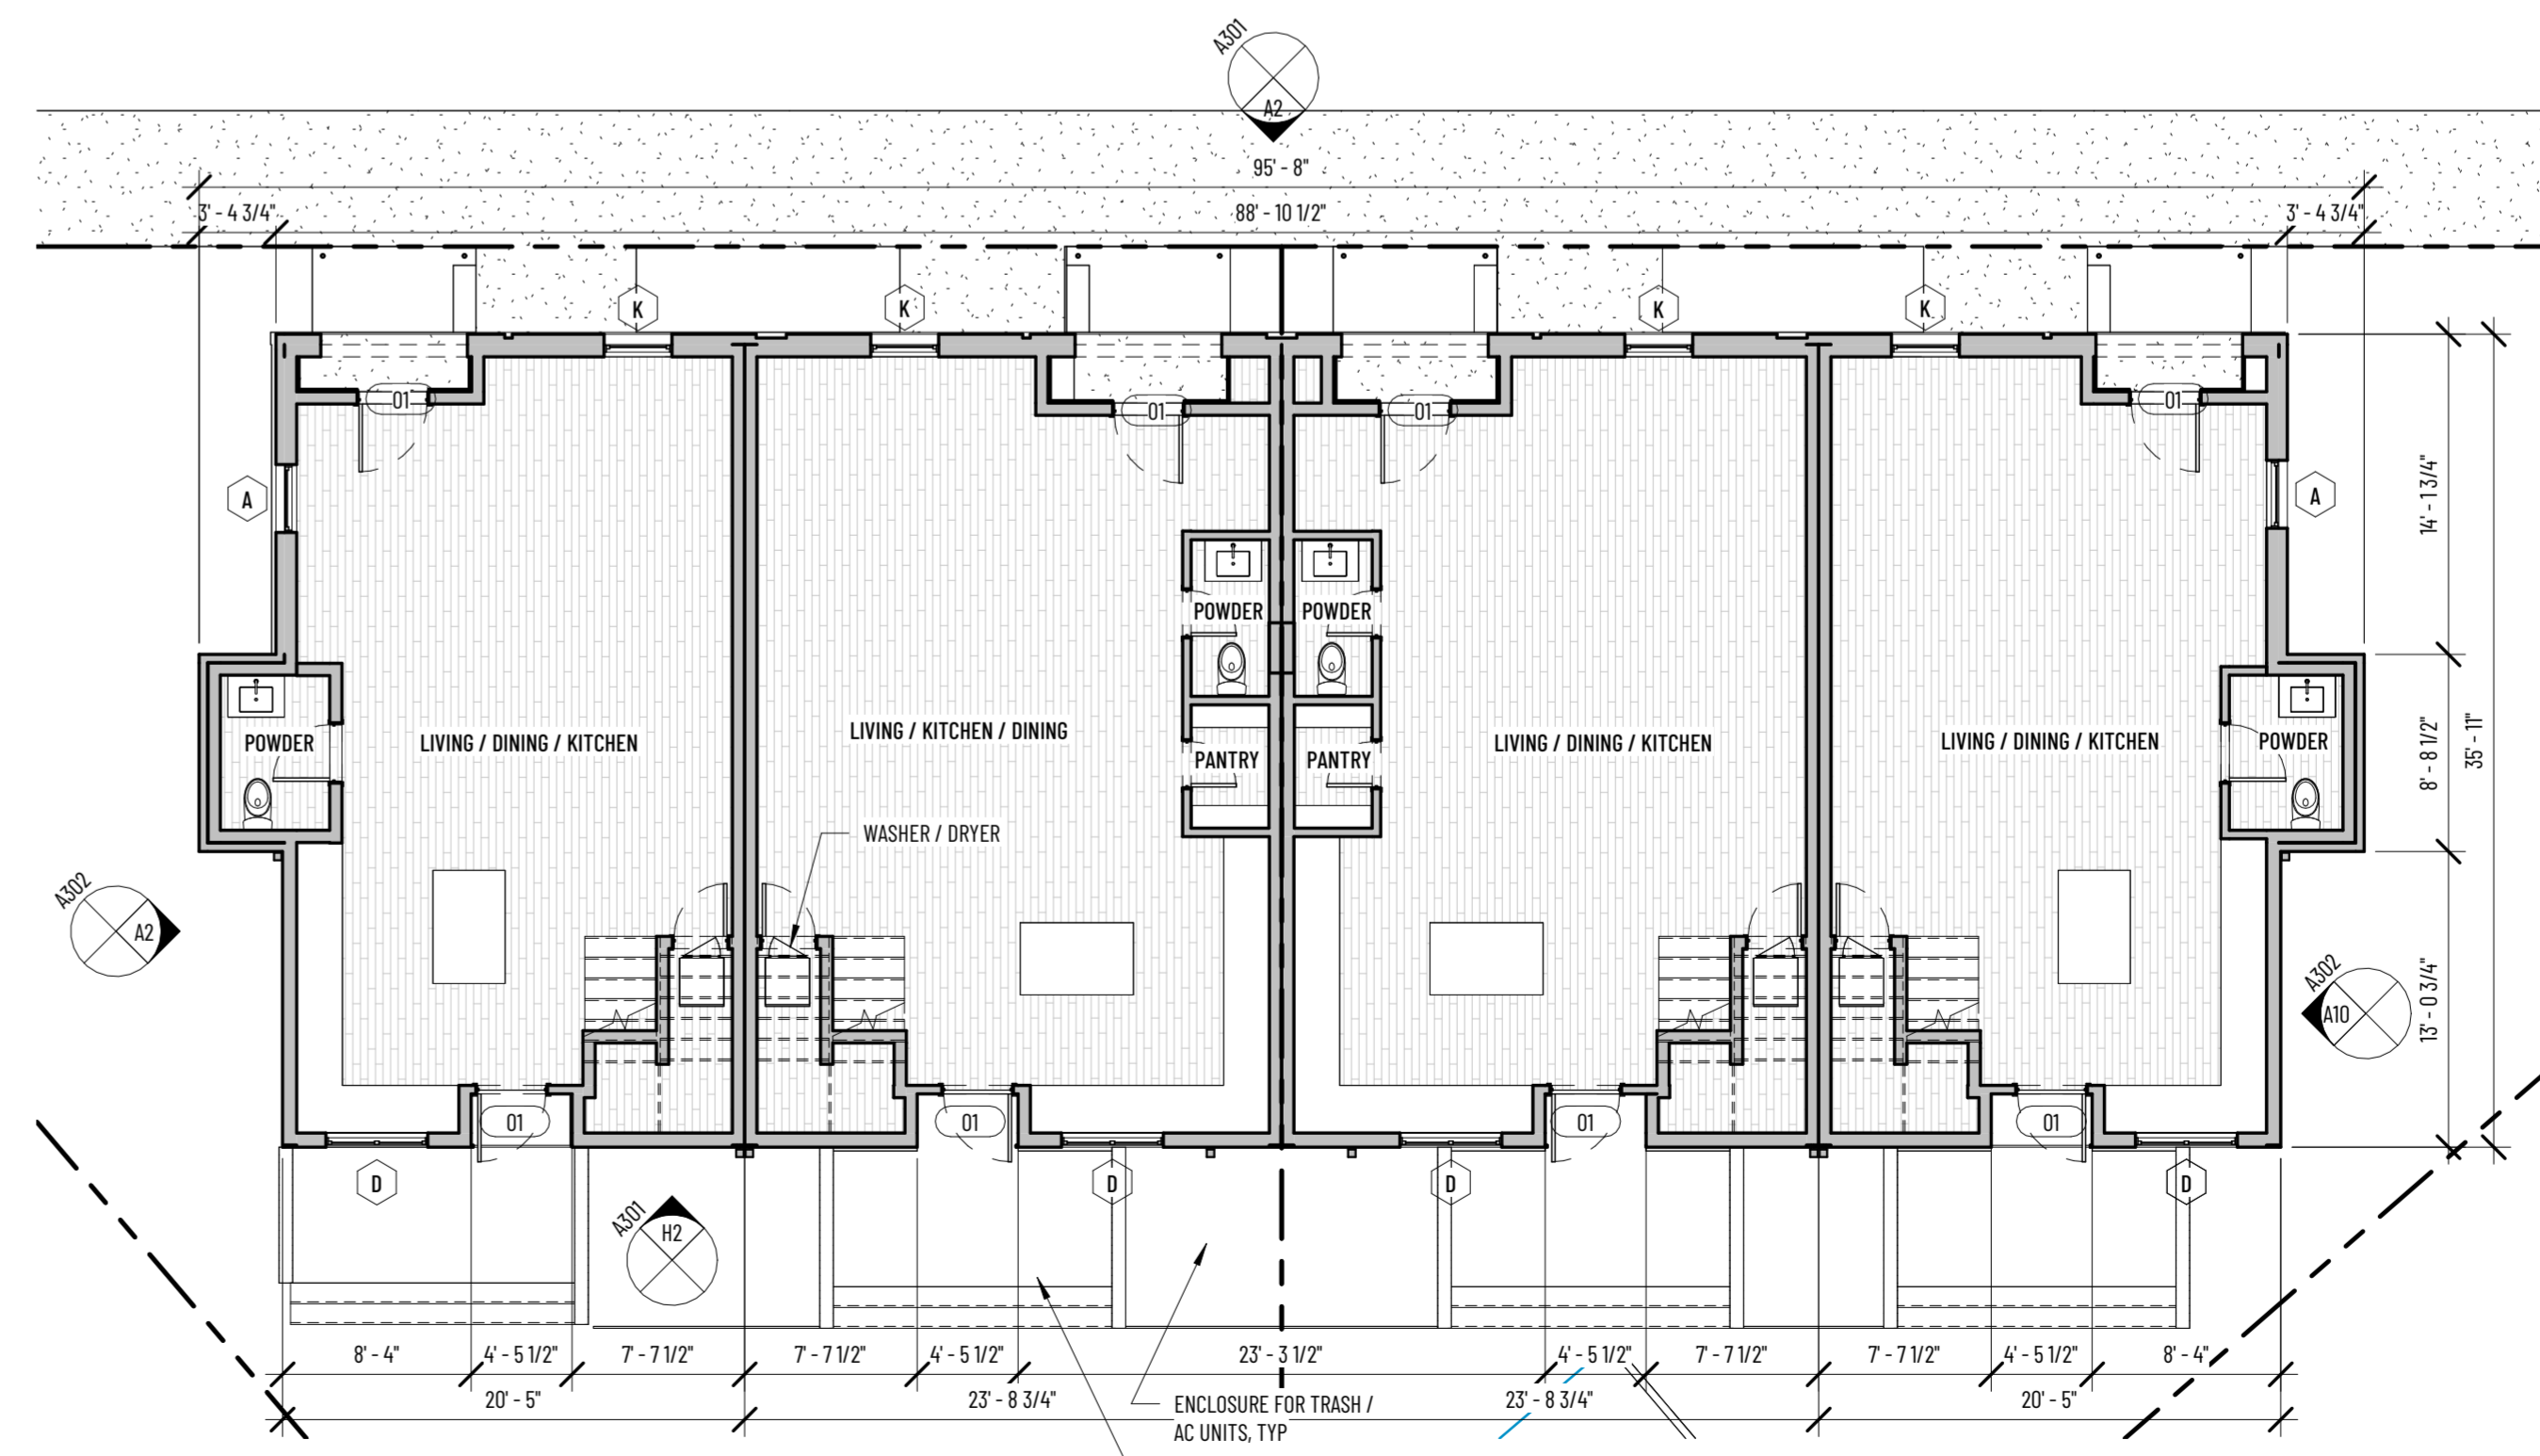 A301
A2
95' - 8"
3' - 4 3/4"
88' - 10 1/2"
3' - 4 3/4"
K
K
K
K
01
01
01
01
A
A
14' - 1 3/4"
POWDER
POWDER
POWDER
LIVING / DINING / KITCHEN
LIVING / KITCHEN / DINING
PANTRY
PANTRY
LIVING / DINING / KITCHEN
LIVING / DINING / KITCHEN
POWDER
8' - 8 1/2"
35' - 11"
WASHER / DRYER
A302
A2
A302
A10
13' - 0 3/4"
01
01
01
01
D
D
D
D
A301
H2
8' - 4"
4' - 5 1/2"
7' - 7 1/2"
7' - 7 1/2"
4' - 5 1/2"
23' - 3 1/2"
4' - 5 1/2"
7' - 7 1/2"
7' - 7 1/2"
4' - 5 1/2"
8' - 4"
20' - 5"
23' - 8 3/4"
ENCLOSURE FOR TRASH /
AC UNITS, TYP
23' - 8 3/4"
20' - 5"